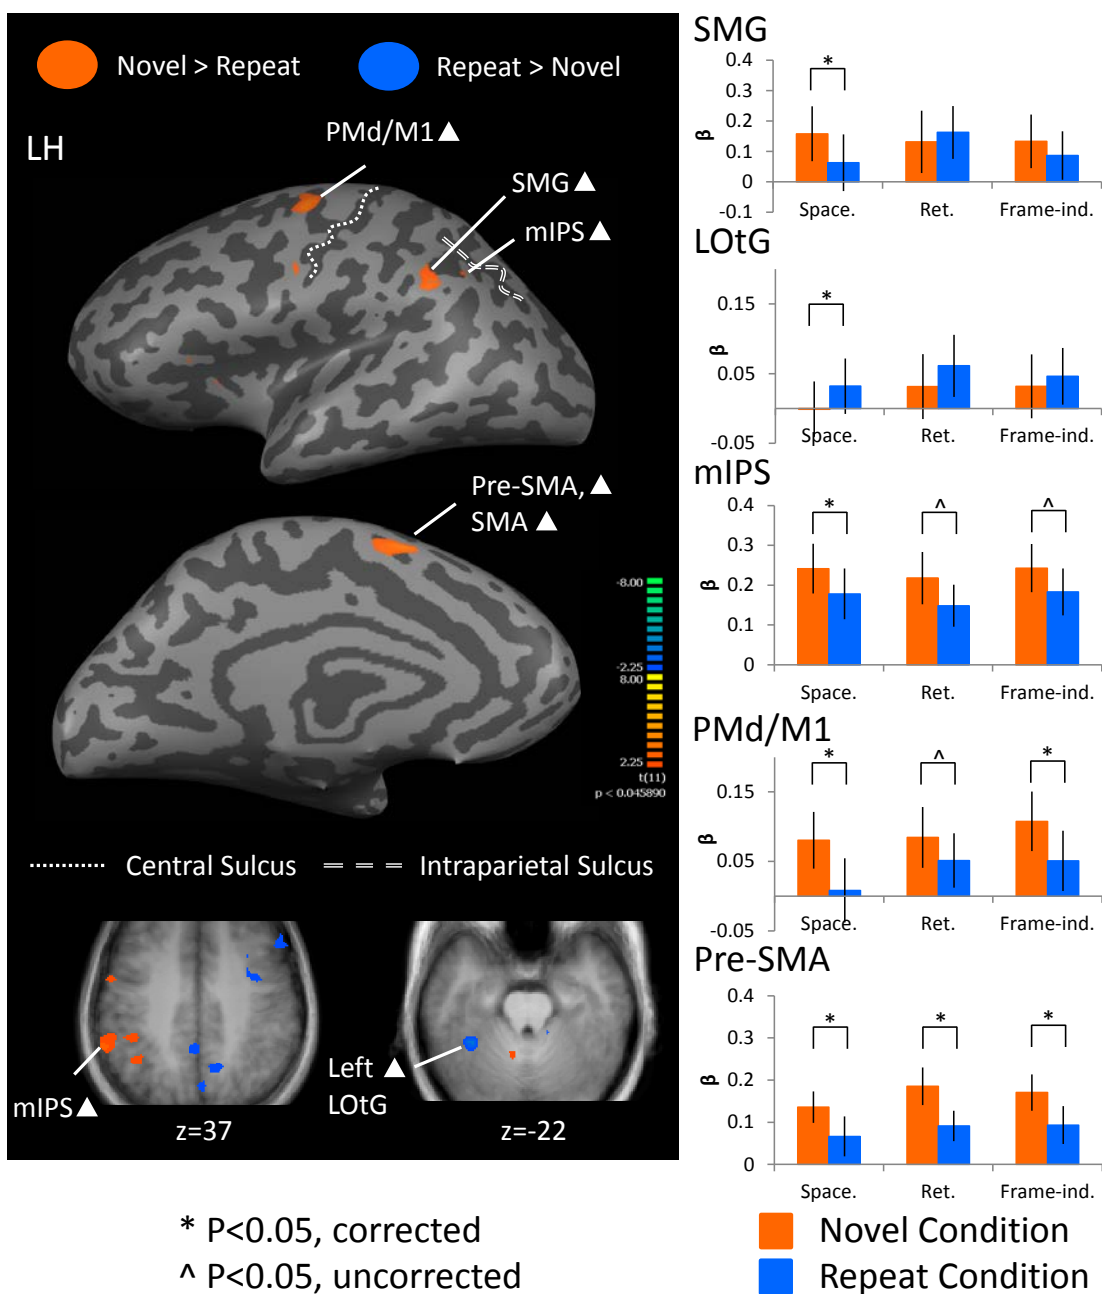 Novel > Repeat
Repeat > Novel
LH
PMd/M1▲
SMG▲
mIPS▲
Pre-SMA,▲
SMA▲
-8.00
-2.25
8.00
2.25
t(11)
p < 0.045890
Central Sulcus
Intraparietal Sulcus
mIPS▲
z=37
Left▲
LOtG
z=-22
SMG
0.4
0.3
0.2
0.1
0
-0.1
β
*
Space.
Ret.
Frame-ind.
LOtG
0.15
0.05
-0.05
β
*
Space.
Ret.
Frame-ind.
mIPS
0.4
0.3
0.2
0.1
0
β
*
^
^
Space.
Ret.
Frame-ind.
PMd/M1
0.15
0.05
-0.05
β
*
^
*
Space.
Ret.
Frame-ind.
Pre-SMA
0.4
0.3
0.2
0.1
0
β
*
*
*
Space.
Ret.
Frame-ind.
* P<0.05, corrected
^ P<0.05, uncorrected
Novel Condition
Repeat Condition